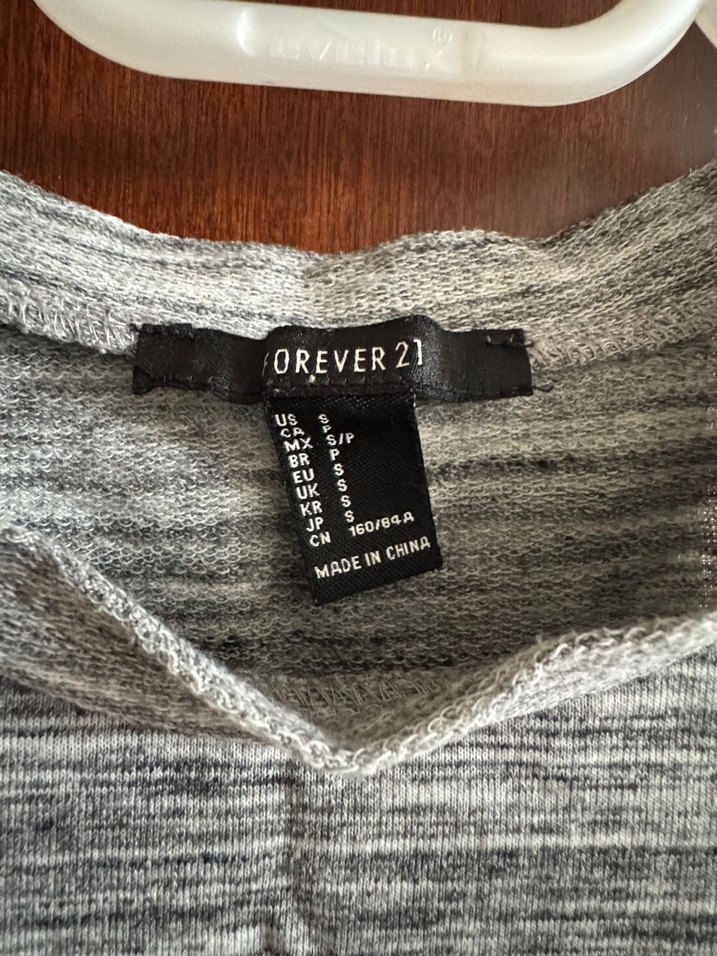 FOREVER 21
US S
CA P
MX S/P
BR P
EU S
UK S
KR S
JP S
CN 160/84A
MADE IN CHINA